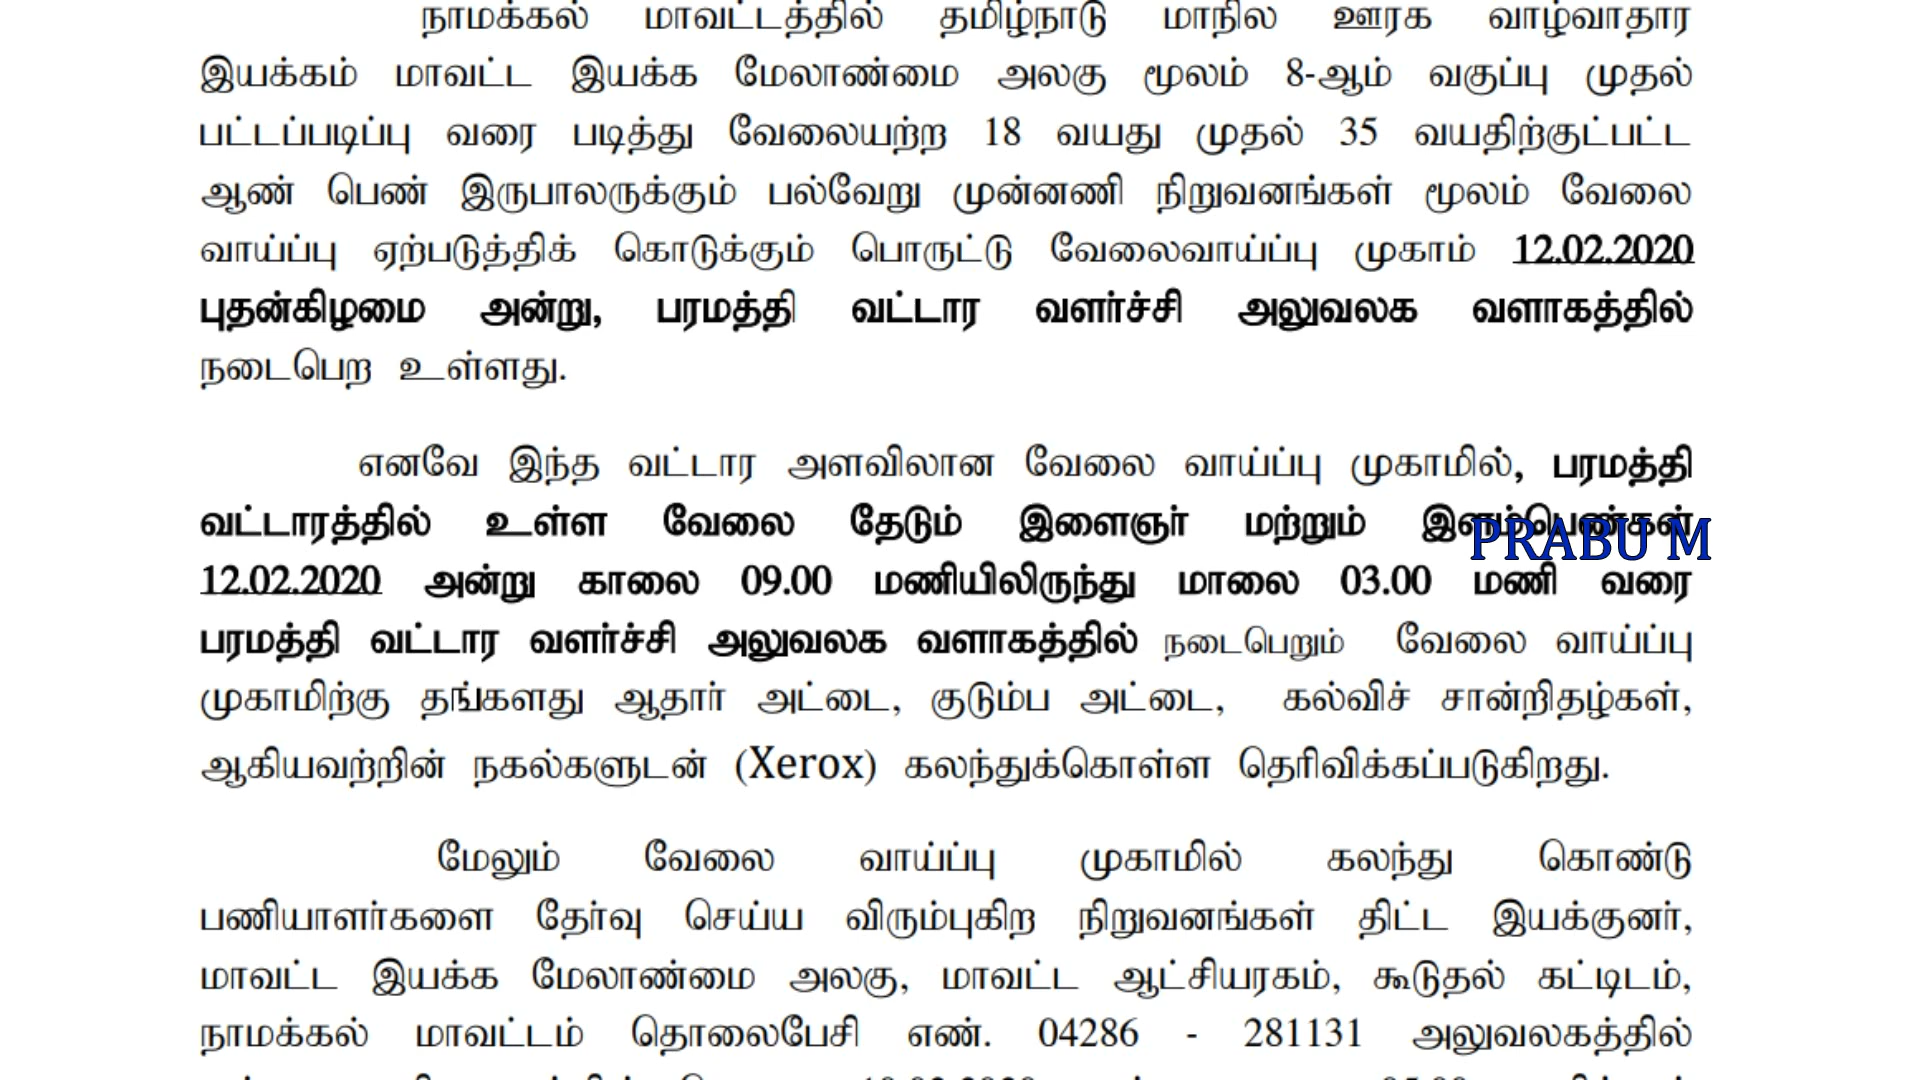 நாமக்கல் மாவட்டத்தில் தமிழ்நாடு மாநில ஊரக வாழ்வாதார
இயக்கம் மாவட்ட இயக்க மேலாண்மை அலகு மூலம் 8-ஆம் வகுப்பு முதல்
பட்டப்படிப்பு வரை படித்து வேலையற்ற 18 வயது முதல் 35 வயதிற்குட்பட்ட
ஆண் பெண் இருபாலருக்கும் பல்வேறு முன்னணி நிறுவனங்கள் மூலம் வேலை
வாய்ப்பு ஏற்படுத்திக் கொடுக்கும் பொருட்டு வேலைவாய்ப்பு முகாம் 12.02.2020
புதன்கிழமை அன்று, பரமத்தி வட்டார வளர்ச்சி அலுவலக வளாகத்தில்
நடைபெற உள்ளது.
எனவே இந்த வட்டார அளவிலான வேலை வாய்ப்பு முகாமில், பரமத்தி
வட்டாரத்தில் உள்ள வேலை தேடும் இளைஞர் மற்றும் இளம்பெண்கள்
PRABU M
12.02.2020 அன்று காலை 09.00 மணியிலிருந்து மாலை 03.00 மணி வரை
பரமத்தி வட்டார வளர்ச்சி அலுவலக வளாகத்தில் நடைபெறும் வேலை வாய்ப்பு
முகாமிற்கு தங்களது ஆதார் அட்டை, குடும்ப அட்டை, கல்விச் சான்றிதழ்கள்,
ஆகியவற்றின் நகல்களுடன் (Xerox) கலந்துக்கொள்ள தெரிவிக்கப்படுகிறது.
மேலும் வேலை வாய்ப்பு முகாமில் கலந்து கொண்டு
பணியாளர்களை தேர்வு செய்ய விரும்புகிற நிறுவனங்கள் திட்ட இயக்குனர்,
மாவட்ட இயக்க மேலாண்மை அலகு, மாவட்ட ஆட்சியரகம், கூடுதல் கட்டிடம்,
நாமக்கல் மாவட்டம் தொலைபேசி எண். 04286 - 281131 அலுவலகத்தில்